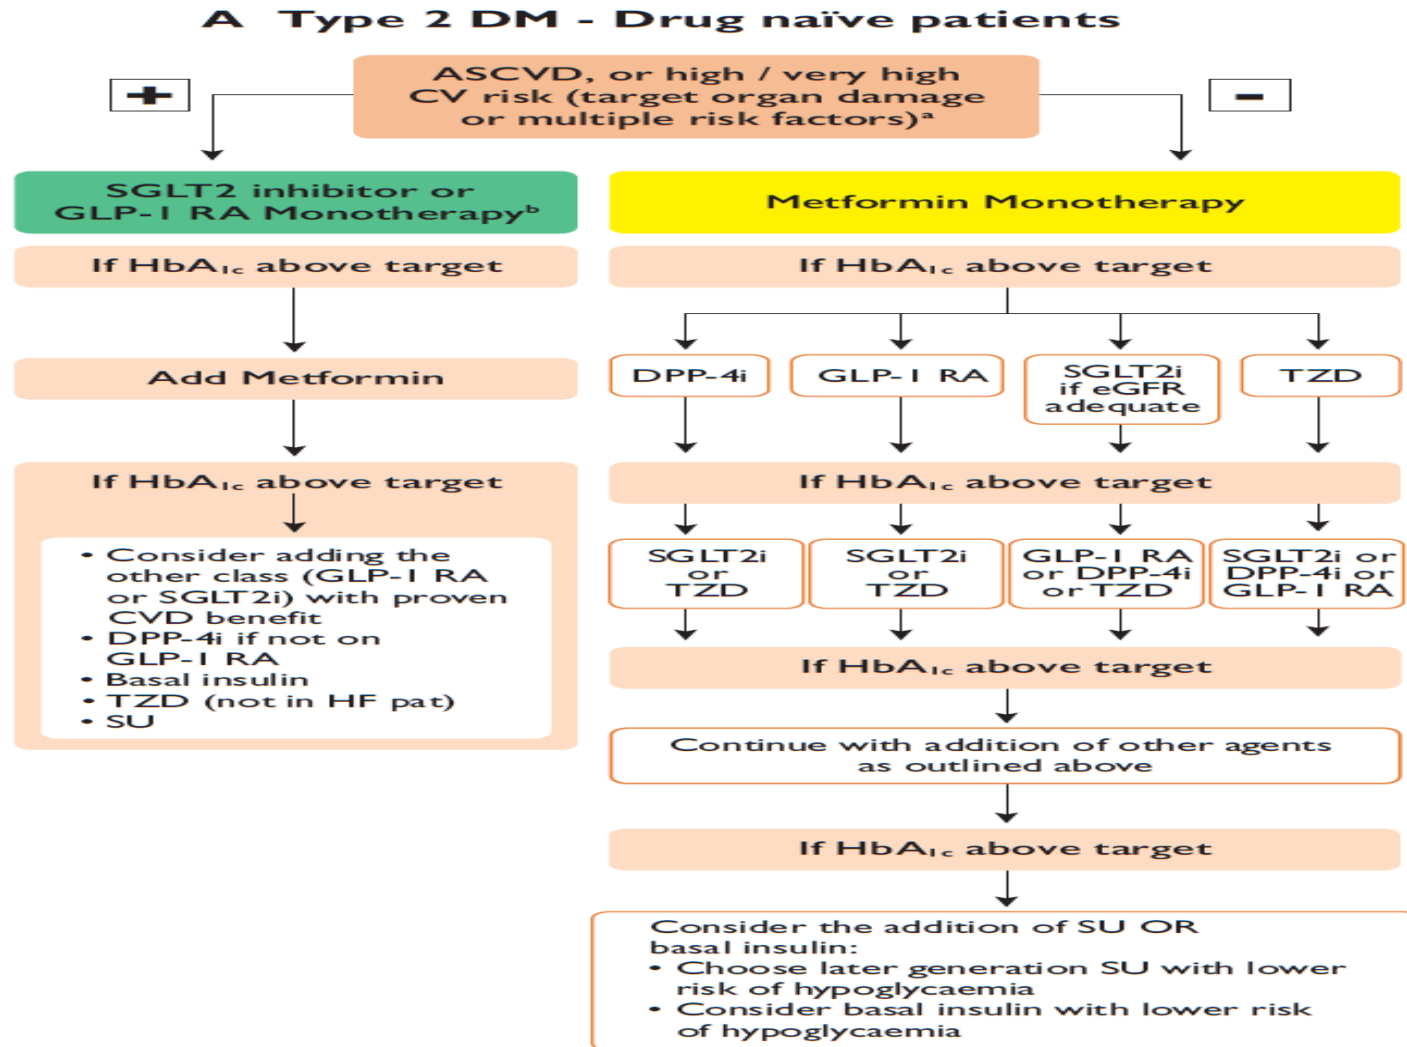 A Type 2 DM - Drug naïve patients
ASCVD, or high / very high
CV risk (target organ damage
or multiple risk factors)ᵃ
+
-
SGLT2 inhibitor or
GLP-1 RA Monotherapyᵇ
If HbA₁c above target
Add Metformin
If HbA₁c above target
• Consider adding the
other class (GLP-1 RA
or SGLT2i) with proven
CVD benefit
• DPP-4i if not on
GLP-1 RA
• Basal insulin
• TZD (not in HF pat)
• SU
Metformin Monotherapy
If HbA₁c above target
DPP-4i
GLP-1 RA
SGLT2i
if eGFR
adequate
TZD
If HbA₁c above target
SGLT2i
or
TZD
SGLT2i
or
TZD
GLP-1 RA
or DPP-4i
or TZD
SGLT2i or
DPP-4i or
GLP-1 RA
If HbA₁c above target
Continue with addition of other agents
as outlined above
If HbA₁c above target
Consider the addition of SU OR
basal insulin:
• Choose later generation SU with lower
risk of hypoglycaemia
• Consider basal insulin with lower risk
of hypoglycaemia